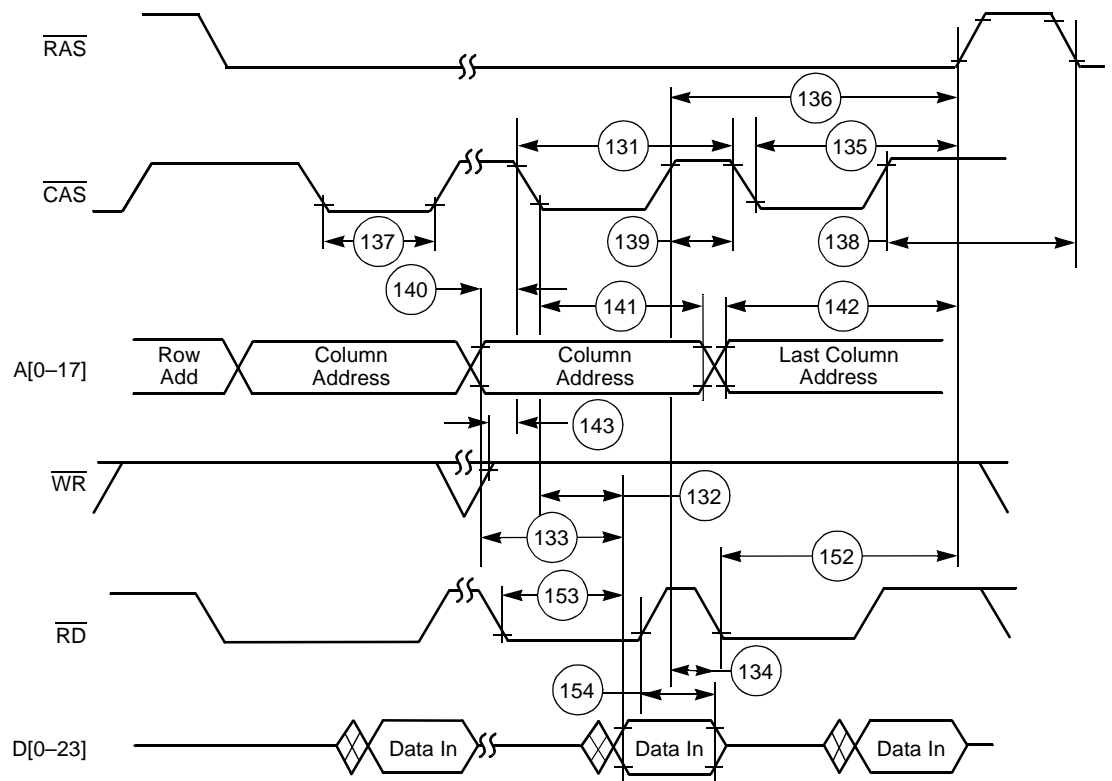 RAS
136
131
135
CAS
137
139
138
140
141
142
A[0–17]
Row
Add
Column
Address
Column
Address
Last Column
Address
143
WR
132
133
152
153
RD
134
154
D[0–23]
Data In
Data In
Data In